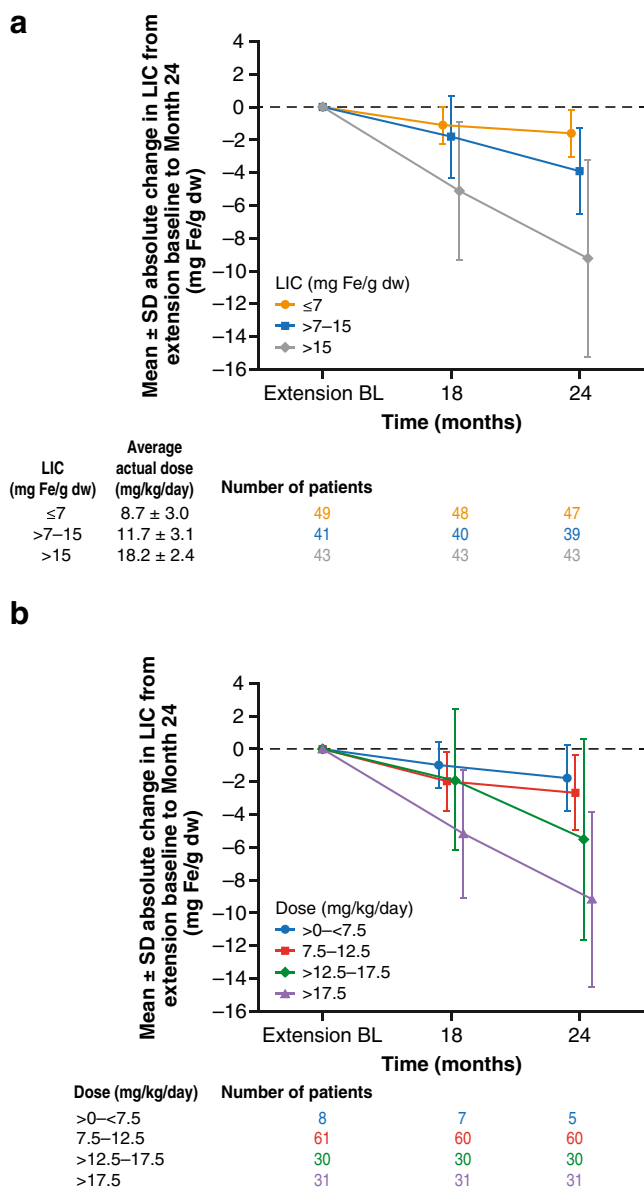 a
Mean ± SD absolute change in LIC from
extension baseline to Month 24
(mg Fe/g dw)
4
2
0
–2
–4
–6
–8
–10
–12
–14
–16
LIC (mg Fe/g dw)
≤7
>7–15
>15
Extension BL 18 24
Time (months)
LIC (mg Fe/g dw) Average actual dose (mg/kg/day) Number of patients
≤7 8.7 ± 3.0 49 48 47
>7–15 11.7 ± 3.1 41 40 39
>15 18.2 ± 2.4 43 43 43
b
Mean ± SD absolute change in LIC from
extension baseline to Month 24
(mg Fe/g dw)
4
2
0
–2
–4
–6
–8
–10
–12
–14
–16
Dose (mg/kg/day)
>0–<7.5
7.5–12.5
>12.5–17.5
>17.5
Extension BL 18 24
Time (months)
Dose (mg/kg/day) Number of patients
>0–<7.5 8 7 5
7.5–12.5 61 60 60
>12.5–17.5 30 30 30
>17.5 31 31 31